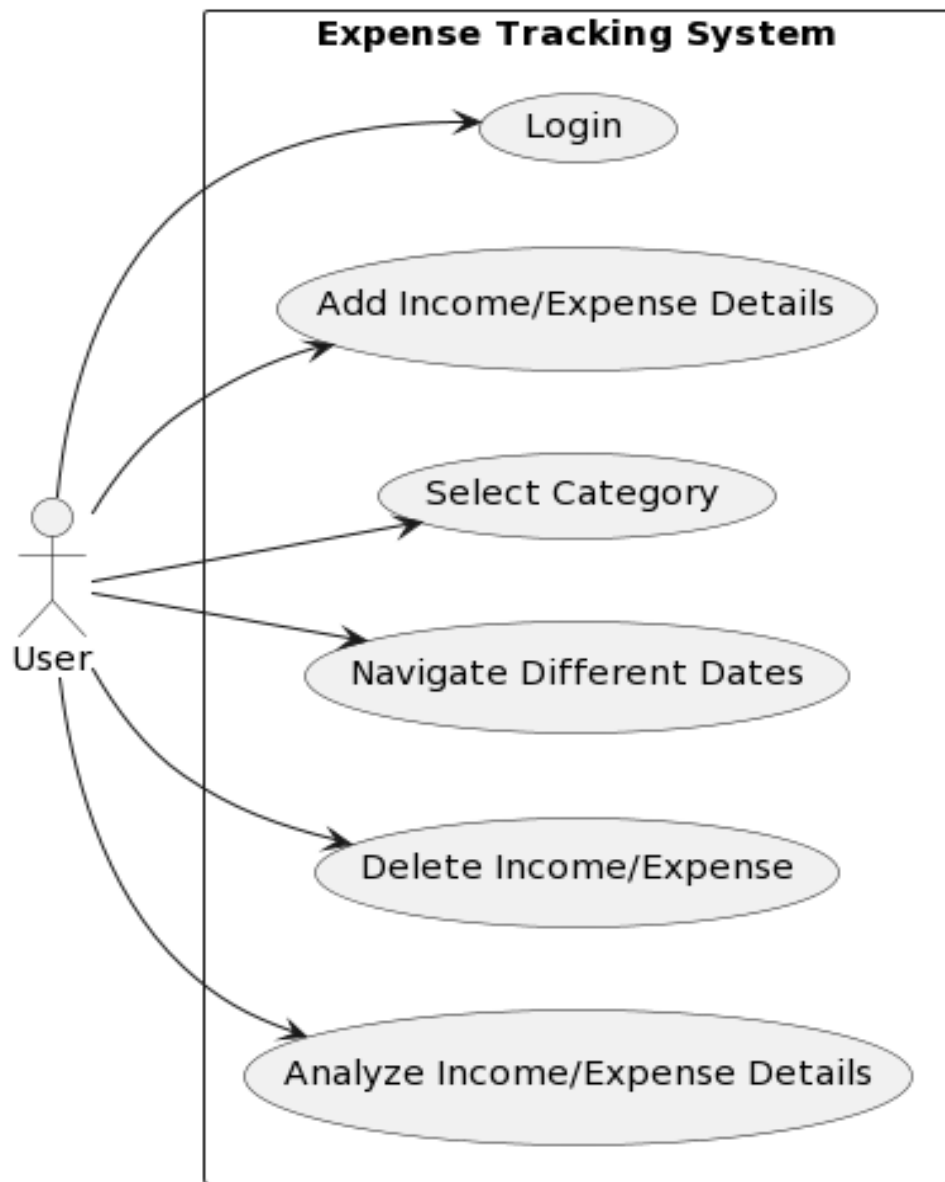 Expense Tracking System
Login
Add Income/Expense Details
Select Category
Navigate Different Dates
User
Delete Income/Expense
Analyze Income/Expense Details